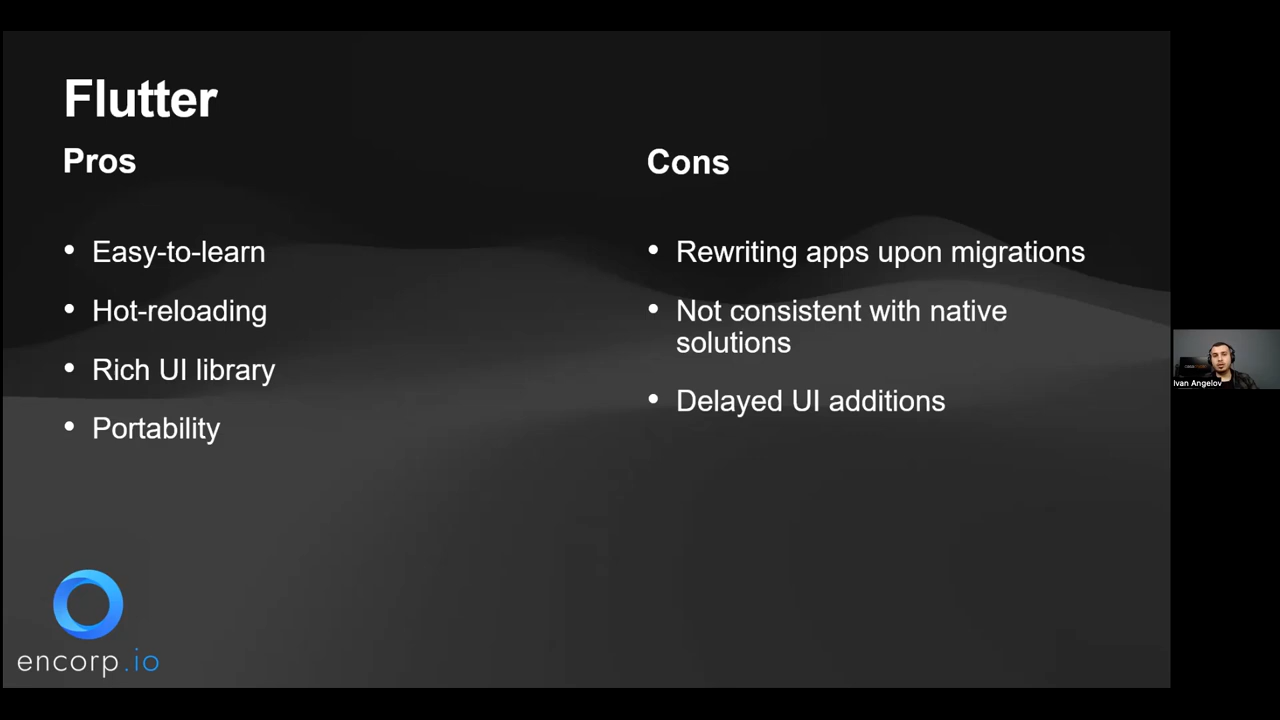 Flutter
Pros
Easy-to-learn
Hot-reloading
Rich UI library
Portability
Cons
Rewriting apps upon migrations
Not consistent with native
solutions
Delayed UI additions
Ivan Angelov
encorp.io